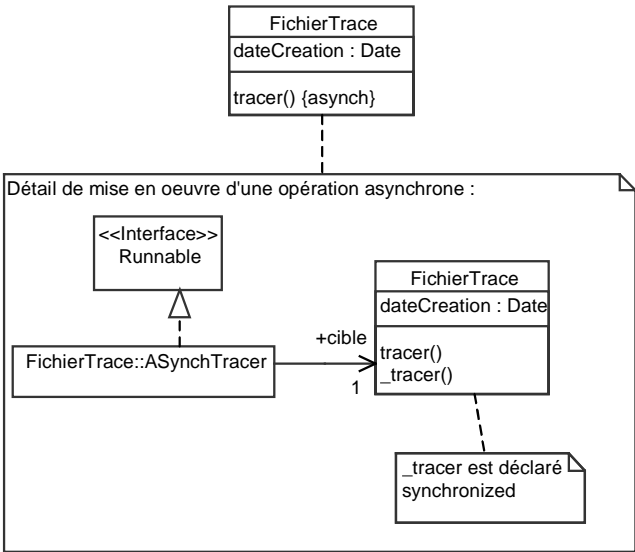 FichierTrace
dateCreation : Date
tracer() {asynch}
Détail de mise en oeuvre d'une opération asynchrone :
<<Interface>>
Runnable
FichierTrace
dateCreation : Date
+cible
tracer()
FichierTrace::ASynchTracer
1
_tracer()
_tracer est déclaré
synchronized